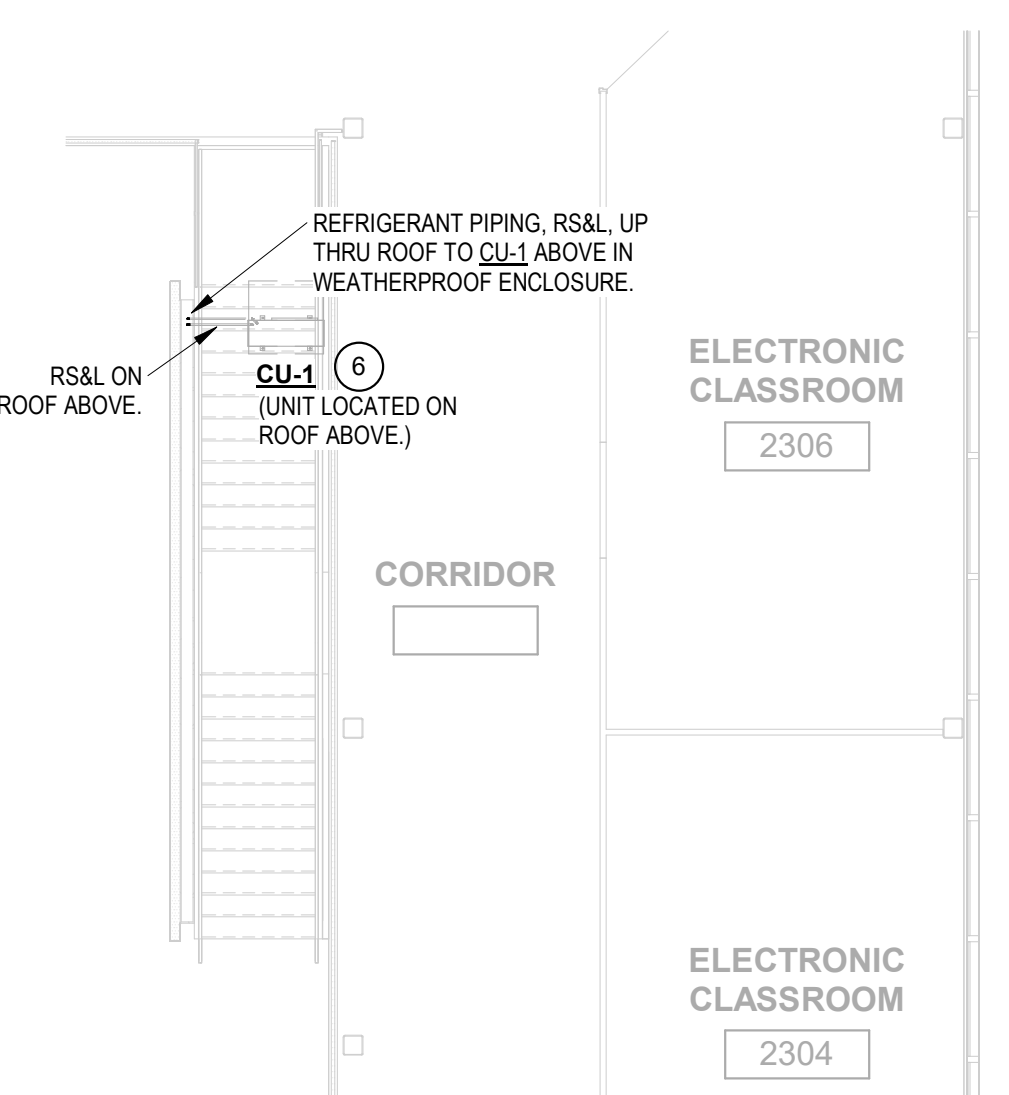 REFRIGERANT PIPING, RS&L, UP
THRU ROOF TO CU-1 ABOVE IN
WEATHERPROOF ENCLOSURE.
RS&L ON
ROOF ABOVE.
CU-1 6
(UNIT LOCATED ON
ROOF ABOVE.)
ELECTRONIC
CLASSROOM
2306
CORRIDOR
ELECTRONIC
CLASSROOM
2304